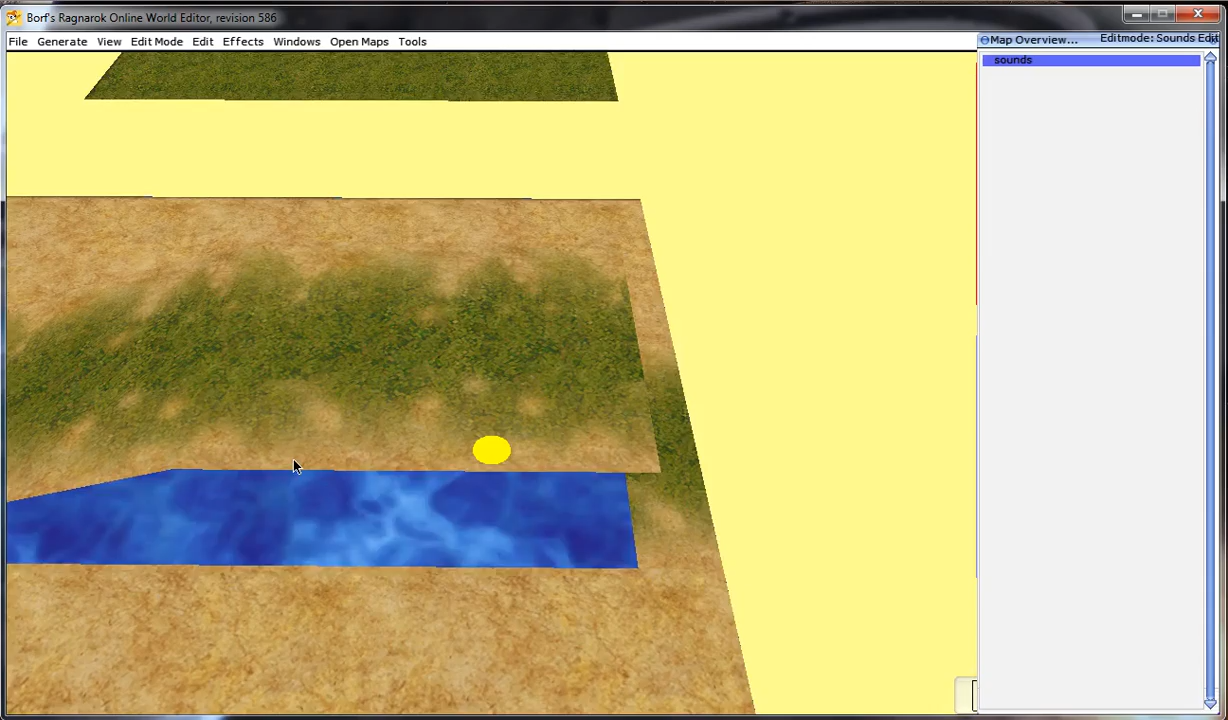 Borf's Ragnarok Online World Editor, revision 586
File Generate View Edit Mode Edit Effects Windows Open Maps Tools
Map Overview... Editmode: Sounds Edit
sounds